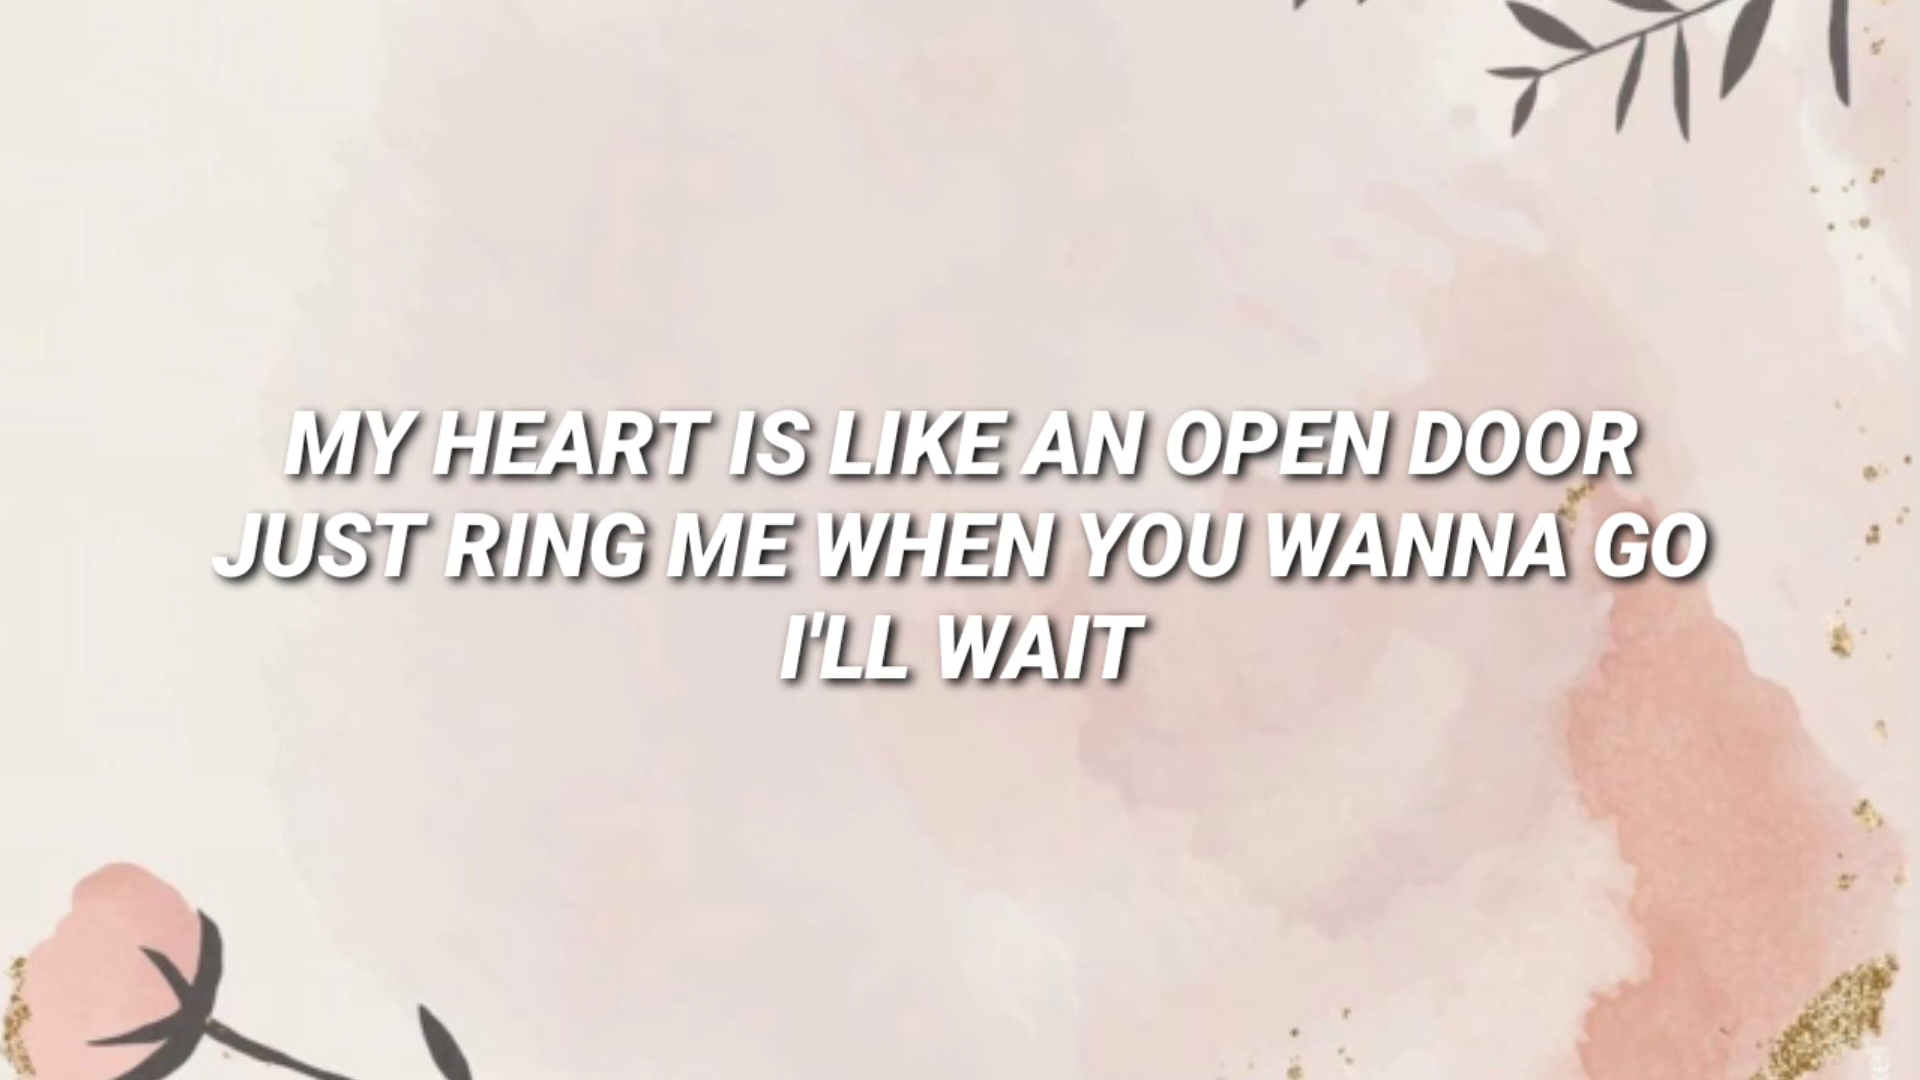 MY HEART IS LIKE AN OPEN DOOR
JUST RING ME WHEN YOU WANNA GO
I'LL WAIT